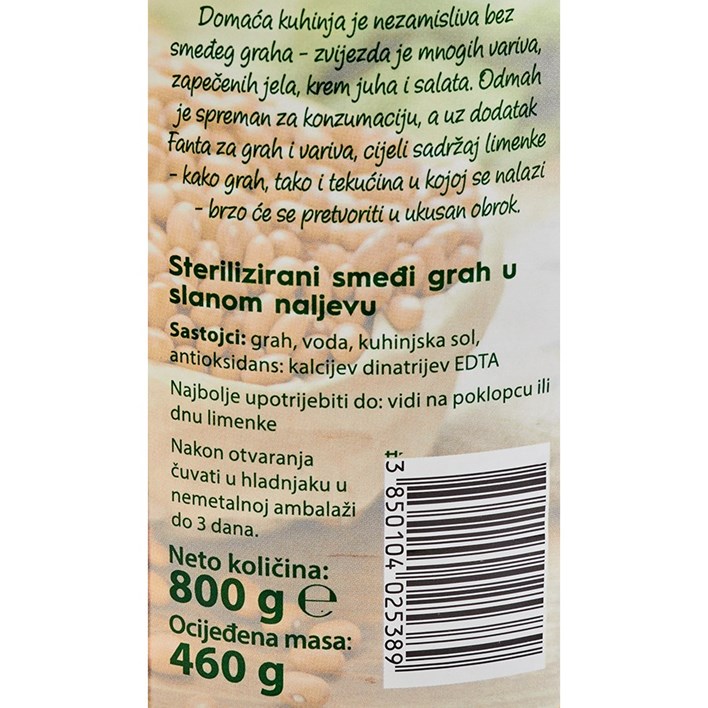 Domaća kuhinja je nezamisliva bez
smeđeg graha - zvijezda je mnogih variva,
zapečenih jela, krem juha i salata. Odmah
je spreman za konzumaciju, a uz dodatak
Fanta za grah i variva, cijeli sadržaj limenke
- kako grah, tako i tekućina u kojoj se nalazi
- brzo će se pretvoriti u ukusan obrok.
Sterilizirani smeđi grah u
slanom naljevu
Sastojci: grah, voda, kuhinjska sol,
antioksidans: kalcijev dinatrijev EDTA
Najbolje upotrijebiti do: vidi na poklopcu ili
dnu limenke
Nakon otvaranja
čuvati u hladnjaku u
nemetalnoj ambalaži
do 3 dana.
Neto količina:
800 g ℮
Ocijeđena masa:
460 g
3 850104 025389